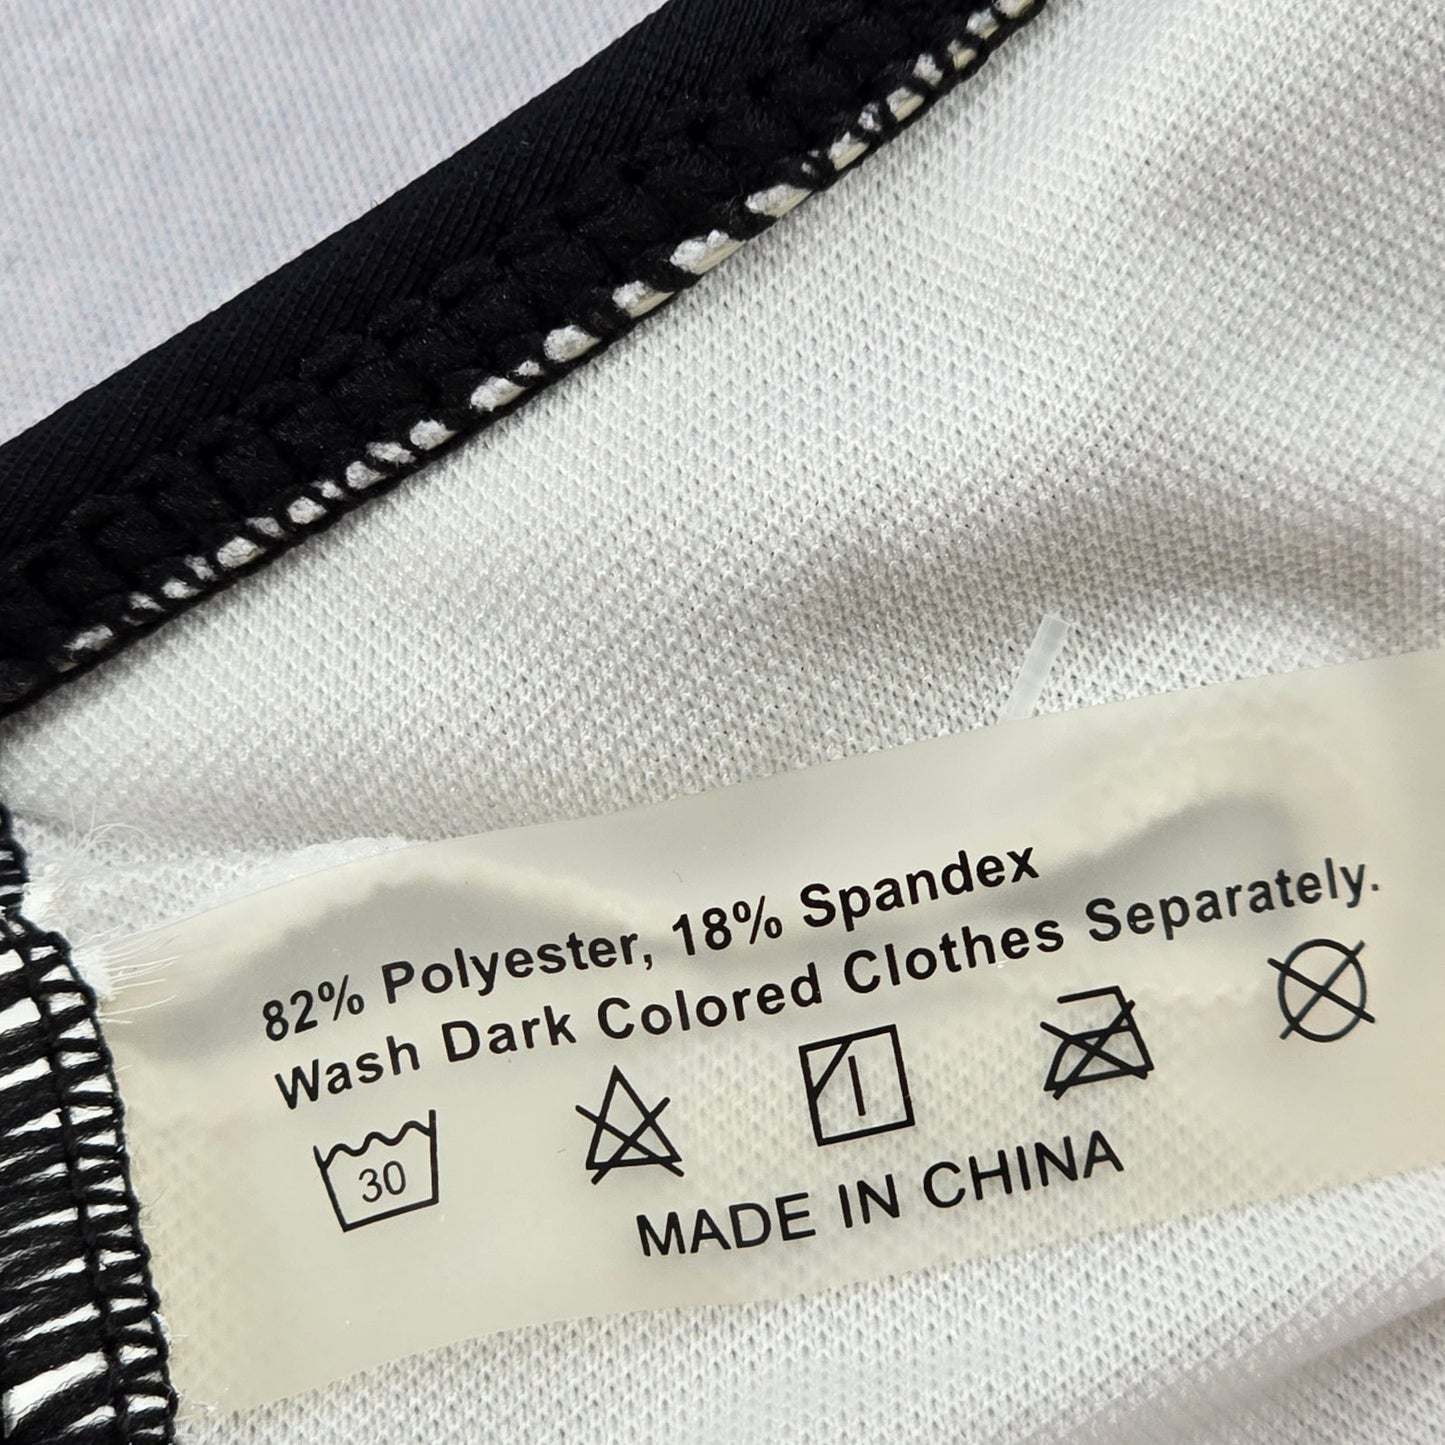 82% Polyester, 18% Spandex
Wash Dark Colored Clothes Separately.
30
MADE IN CHINA